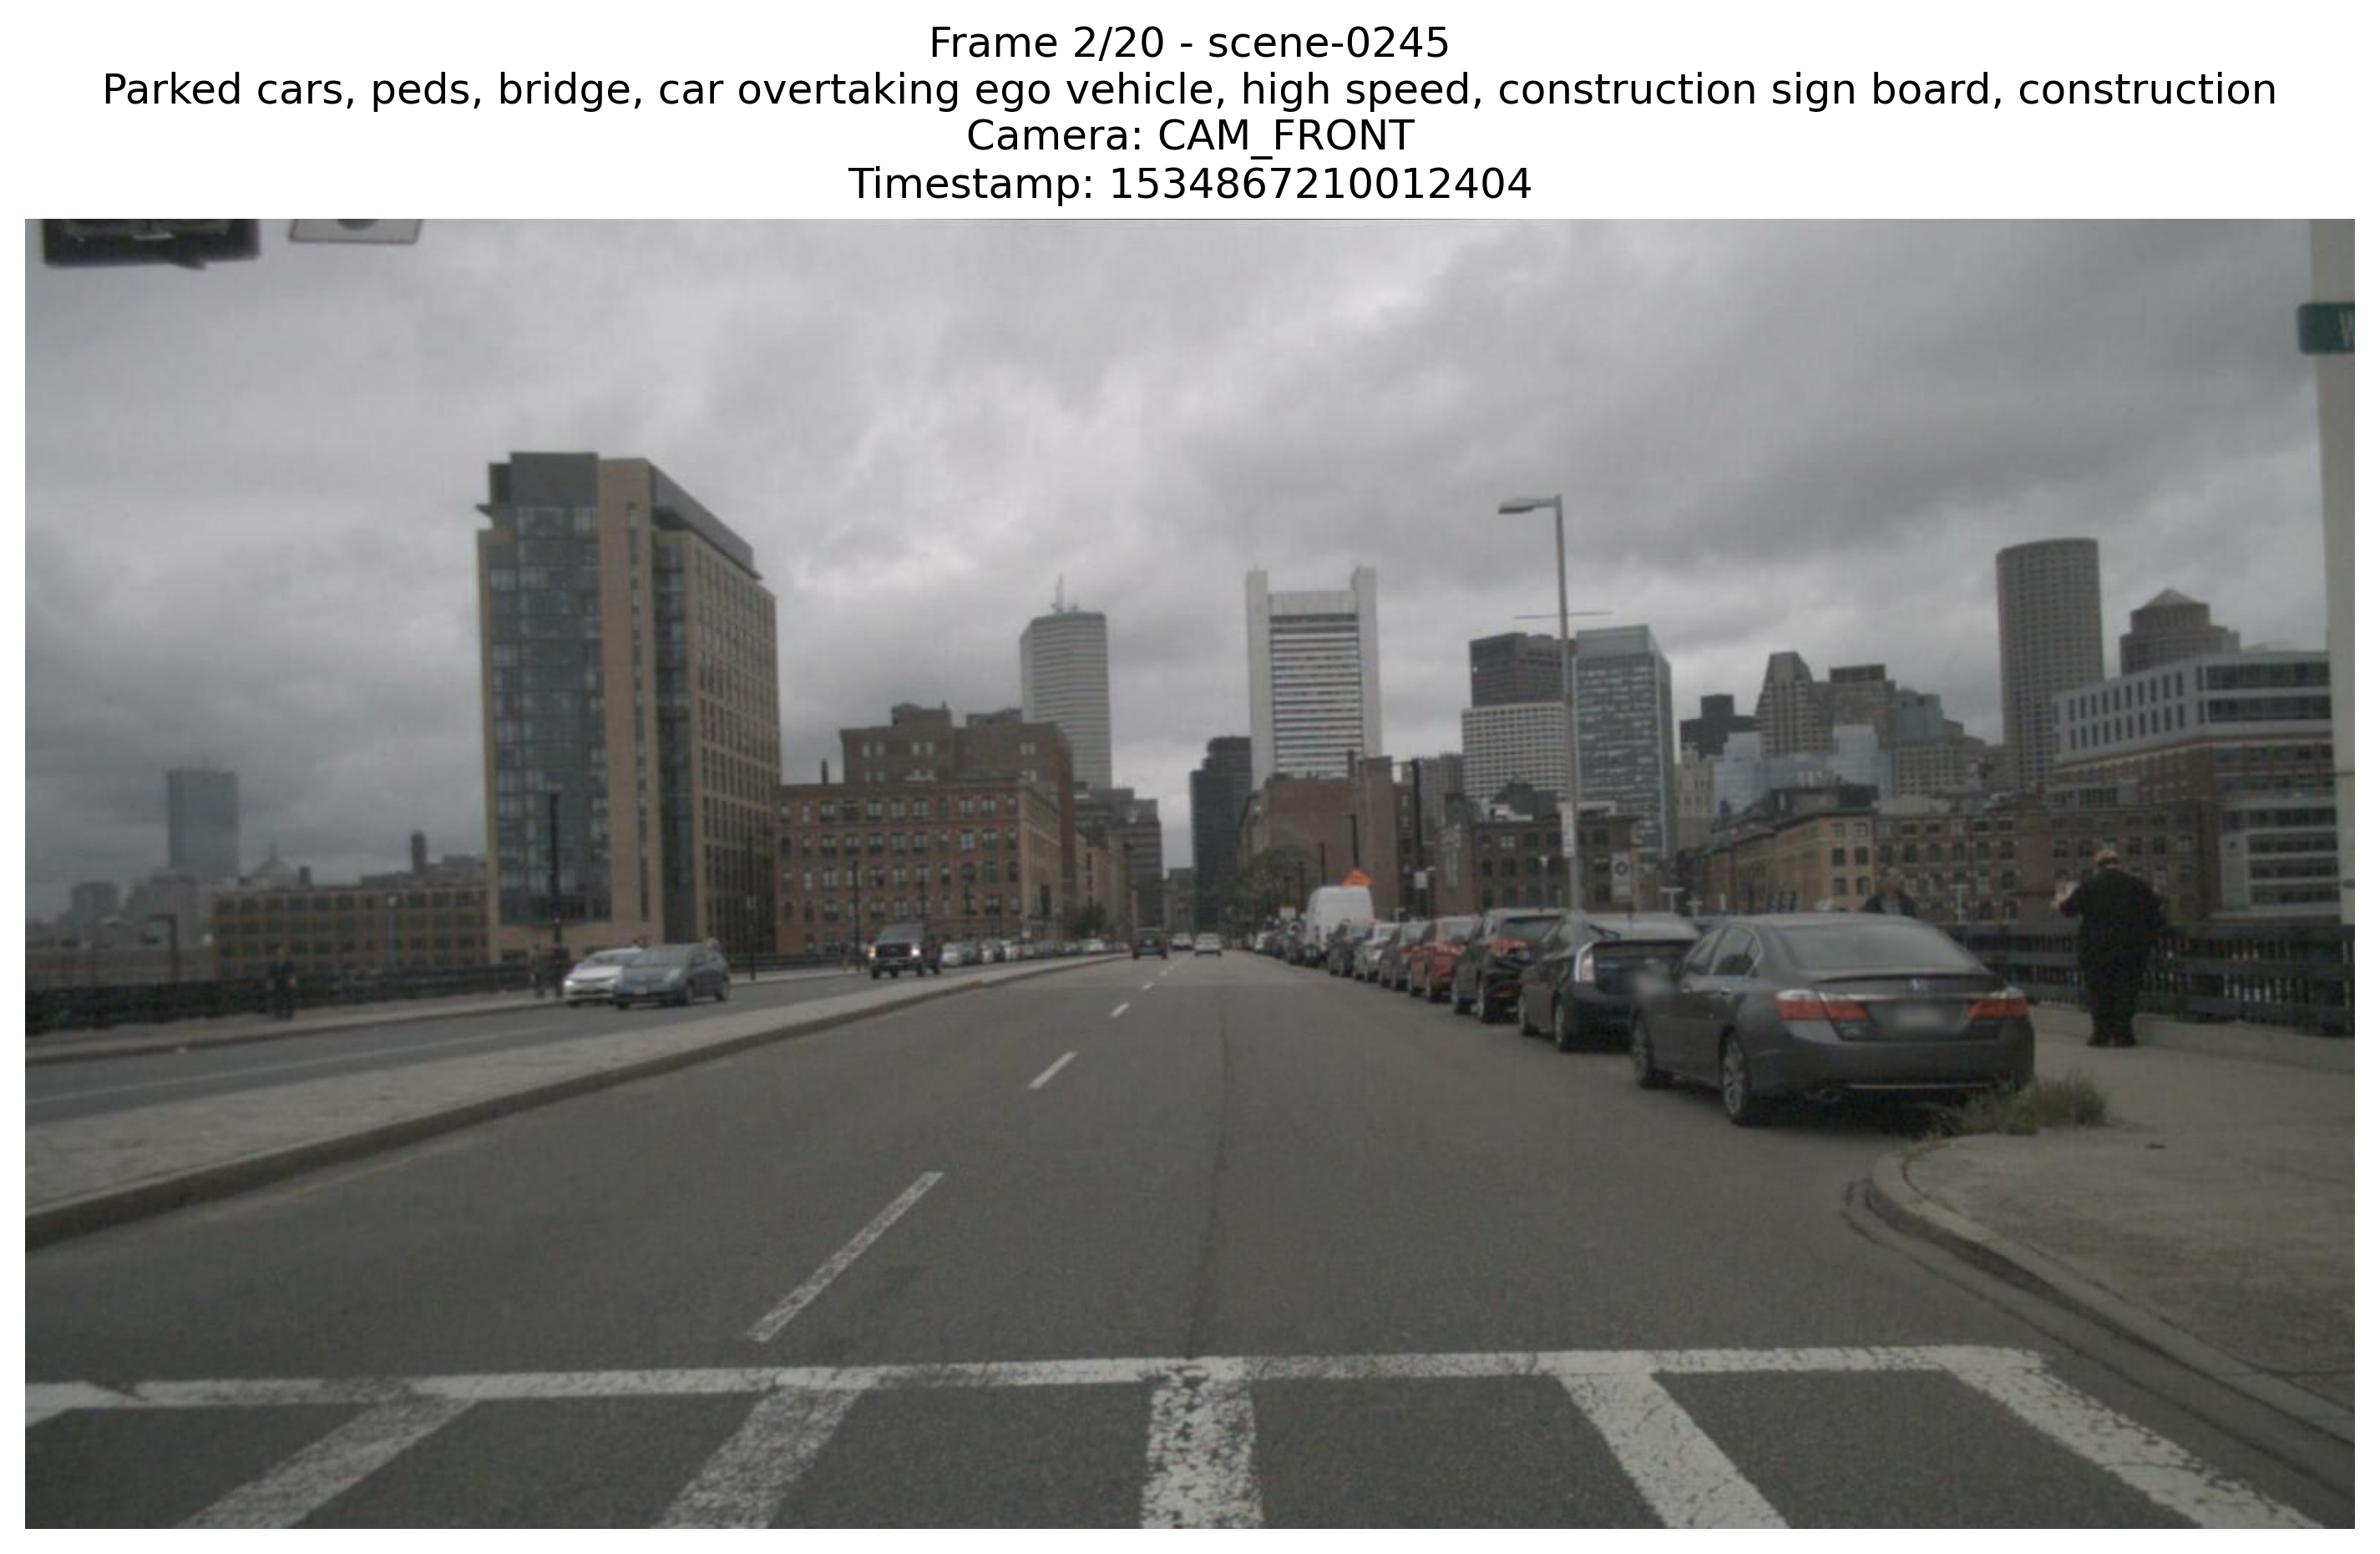 Frame 2/20 - scene-0245
Parked cars, peds, bridge, car overtaking ego vehicle, high speed, construction sign board, construction
Camera: CAM_FRONT
Timestamp: 1534867210012404